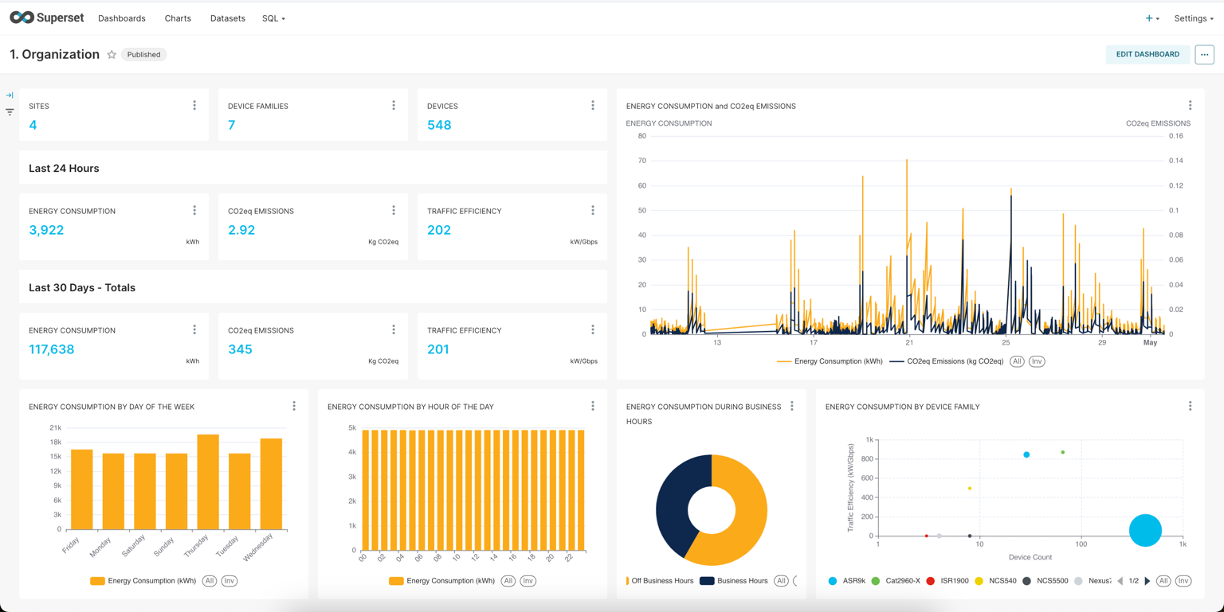 Superset Dashboards Charts Datasets SQL Settings
1. Organization Published EDIT DASHBOARD
SITES
4
DEVICE FAMILIES
7
DEVICES
548
Last 24 Hours
ENERGY CONSUMPTION
3,922
kWh
CO2eq EMISSIONS
2.92
Kg CO2eq
TRAFFIC EFFICIENCY
202
kW/Gbps
Last 30 Days - Totals
ENERGY CONSUMPTION
117,638
kWh
CO2eq EMISSIONS
345
Kg CO2eq
TRAFFIC EFFICIENCY
201
kW/Gbps
ENERGY CONSUMPTION and CO2eq EMISSIONS
ENERGY CONSUMPTION CO2eq EMISSIONS
80 0.16
70 0.14
60 0.12
50 0.1
40 0.08
30 0.06
20 0.04
10 0.02
0 0
13 17 21 25 29 May
Energy Consumption (kWh) CO2eq Emissions (kg CO2eq) All Inv
ENERGY CONSUMPTION BY DAY OF THE WEEK
21k
18k
15k
12k
9k
6k
3k
0
Friday Monday Saturday Sunday Thursday Tuesday Wednesday
Energy Consumption (kWh) All Inv
ENERGY CONSUMPTION BY HOUR OF THE DAY
5k
4k
3k
2k
1k
0
00 02 04 06 08 10 12 14 16 18 20 22
Energy Consumption (kWh) All Inv
ENERGY CONSUMPTION DURING BUSINESS
HOURS
Off Business Hours Business Hours All
ENERGY CONSUMPTION BY DEVICE FAMILY
Traffic Efficiency (kW/Gbps)
1k
800
600
400
200
0
1 10 100 1k
Device Count
ASR9k Cat2960-X ISR1900 NCS540 NCS5500 Nexus 1/2 All Inv